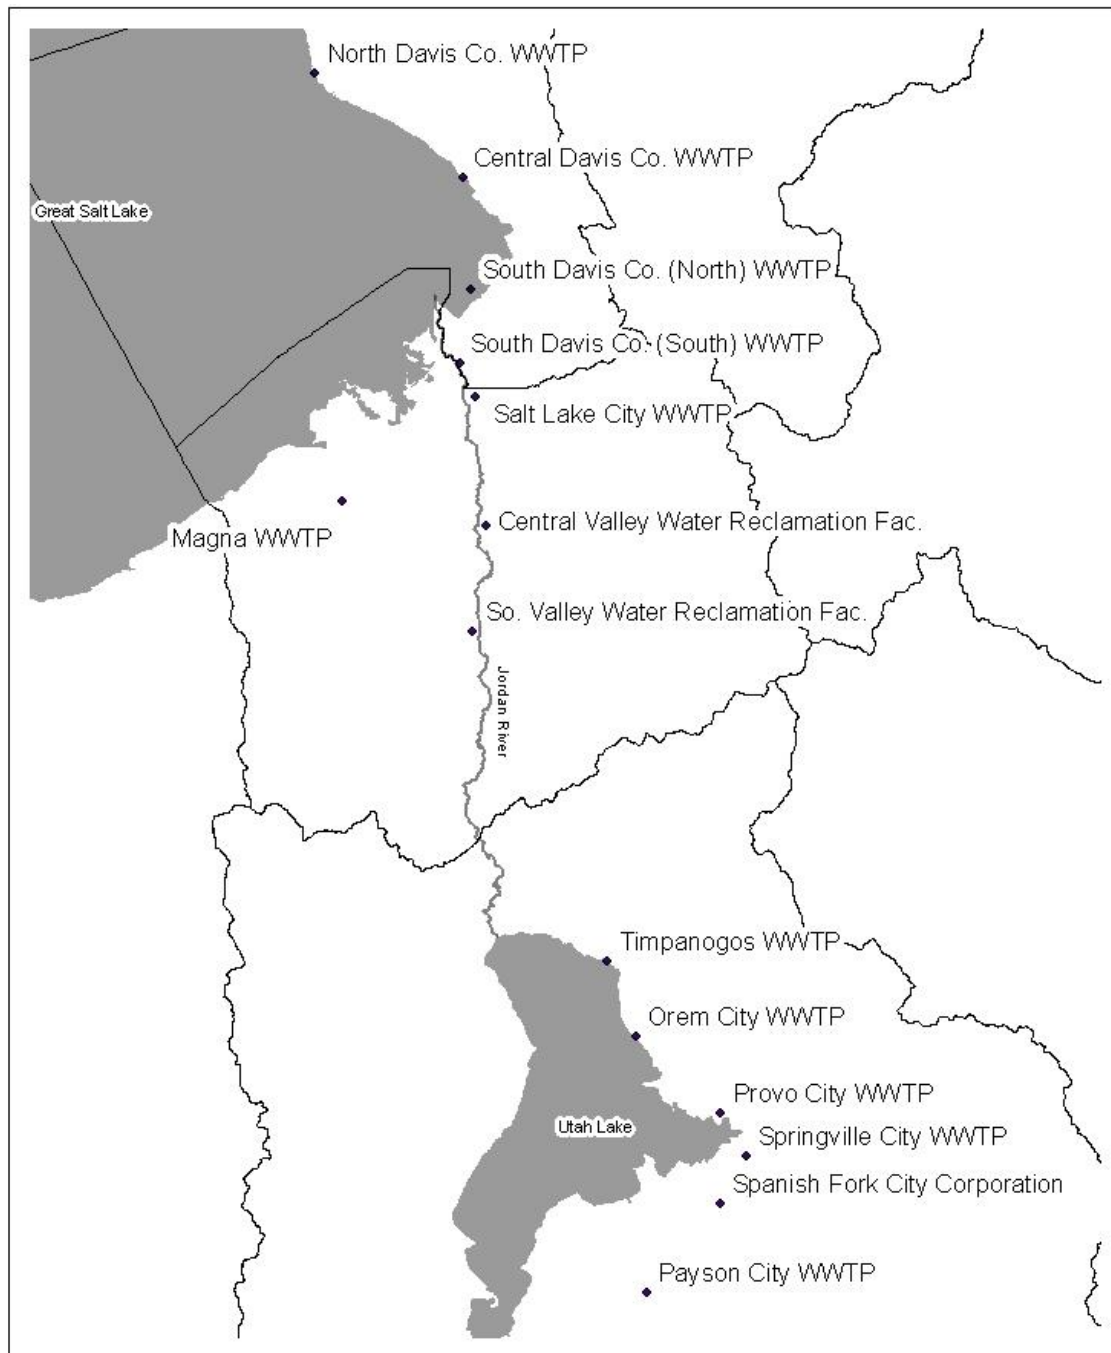 North Davis Co. WWTP
Central Davis Co. WWTP
Great Salt Lake
South Davis Co. (North) WWTP
South Davis Co. (South) WWTP
Salt Lake City WWTP
Central Valley Water Reclamation Fac.
Magna WWTP
So. Valley Water Reclamation Fac.
Jordan River
Timpanogos WWTP
Orem City WWTP
Provo City WWTP
Utah Lake
Springville City WWTP
Spanish Fork City Corporation
Payson City WWTP